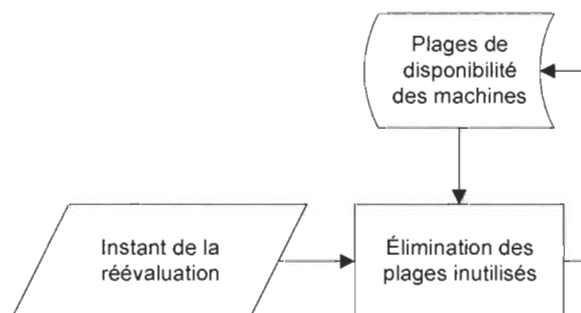 Plages de
disponibilité
des machines
Instant de la
réévaluation
Élimination des
plages inutilisés